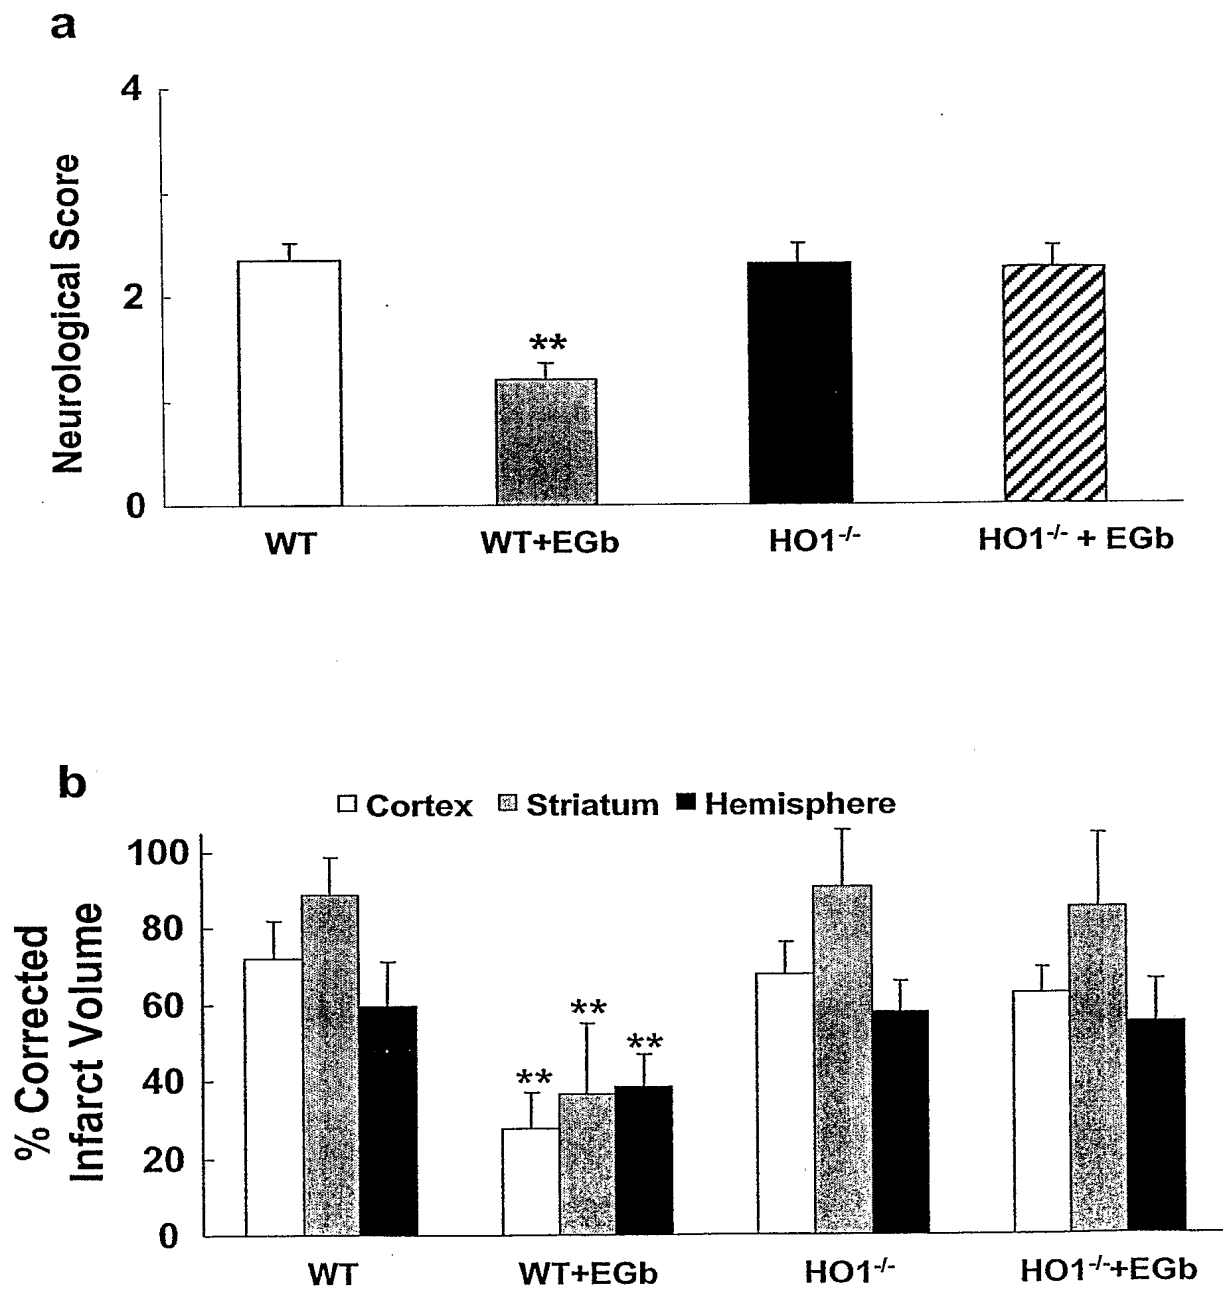 a
4
2
0
Neurological Score
**
WT WT+EGb HO1-/- HO1-/- + EGb
b
Cortex Striatum Hemisphere
100
80
60
40
20
0
% Corrected
Infarct Volume
** ** **
WT WT+EGb HO1-/- HO1-/-+EGb